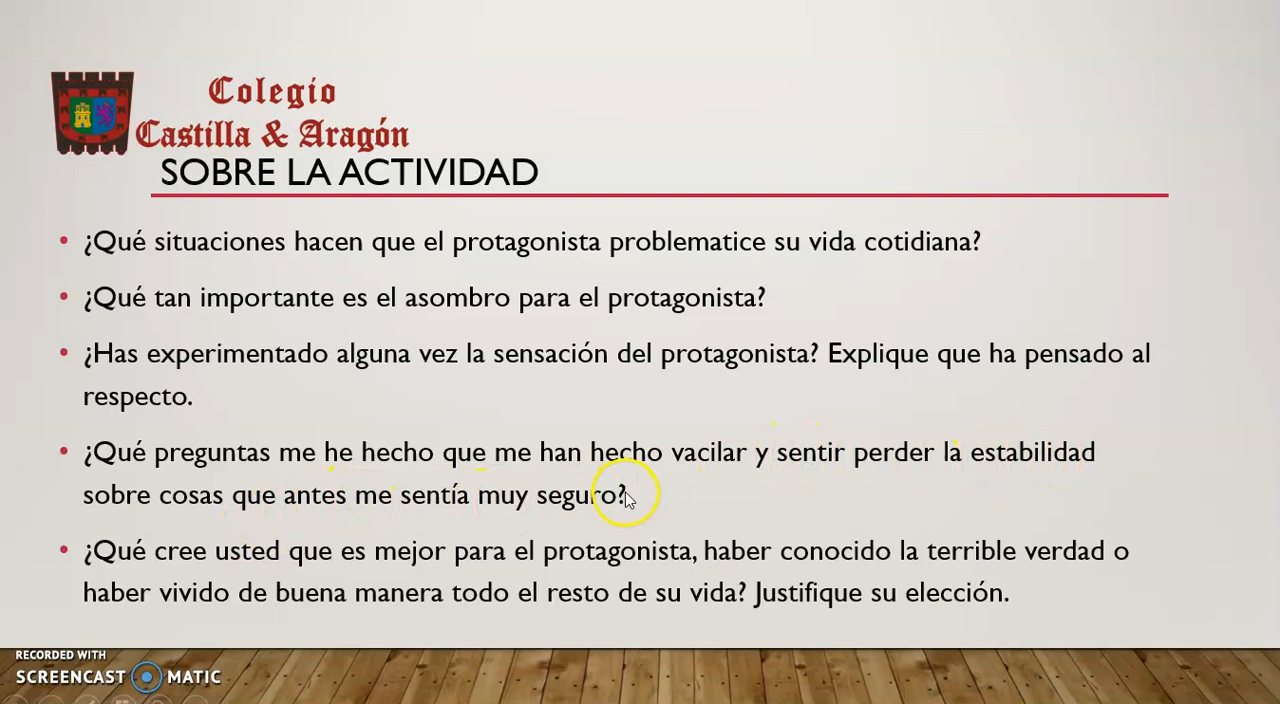 Colegio
Castilla & Aragón
SOBRE LA ACTIVIDAD
• ¿Qué situaciones hacen que el protagonista problematice su vida cotidiana?
• ¿Qué tan importante es el asombro para el protagonista?
• ¿Has experimentado alguna vez la sensación del protagonista? Explique que ha pensado al
respecto.
• ¿Qué preguntas me he hecho que me han hecho vacilar y sentir perder la estabilidad
sobre cosas que antes me sentía muy seguro?
• ¿Qué cree usted que es mejor para el protagonista, haber conocido la terrible verdad o
haber vivido de buena manera todo el resto de su vida? Justifique su elección.
RECORDED WITH
SCREENCAST MATIC